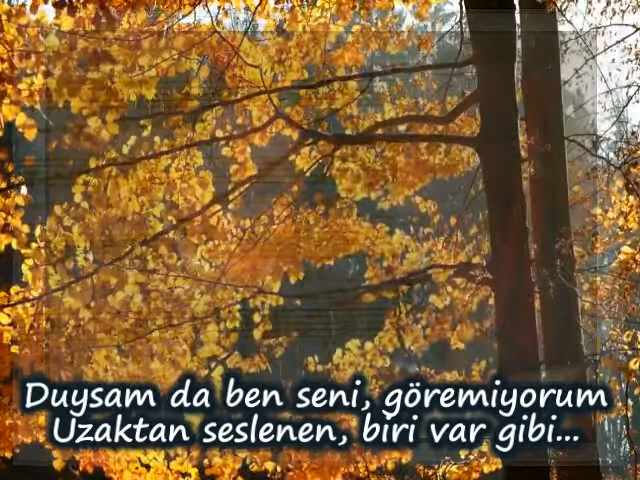 Duysam da ben seni, göremiyorum
Uzaktan seslenen, biri var gibi...